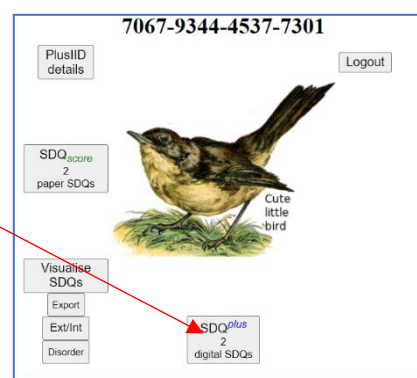 7067-9344-4537-7301
PlusIID
details
Logout
SDQscore
2
paper SDQs
Cute
little
bird
Visualise
SDQs
Export
Ext/Int
Disorder
SDQplus
2
digital SDQs